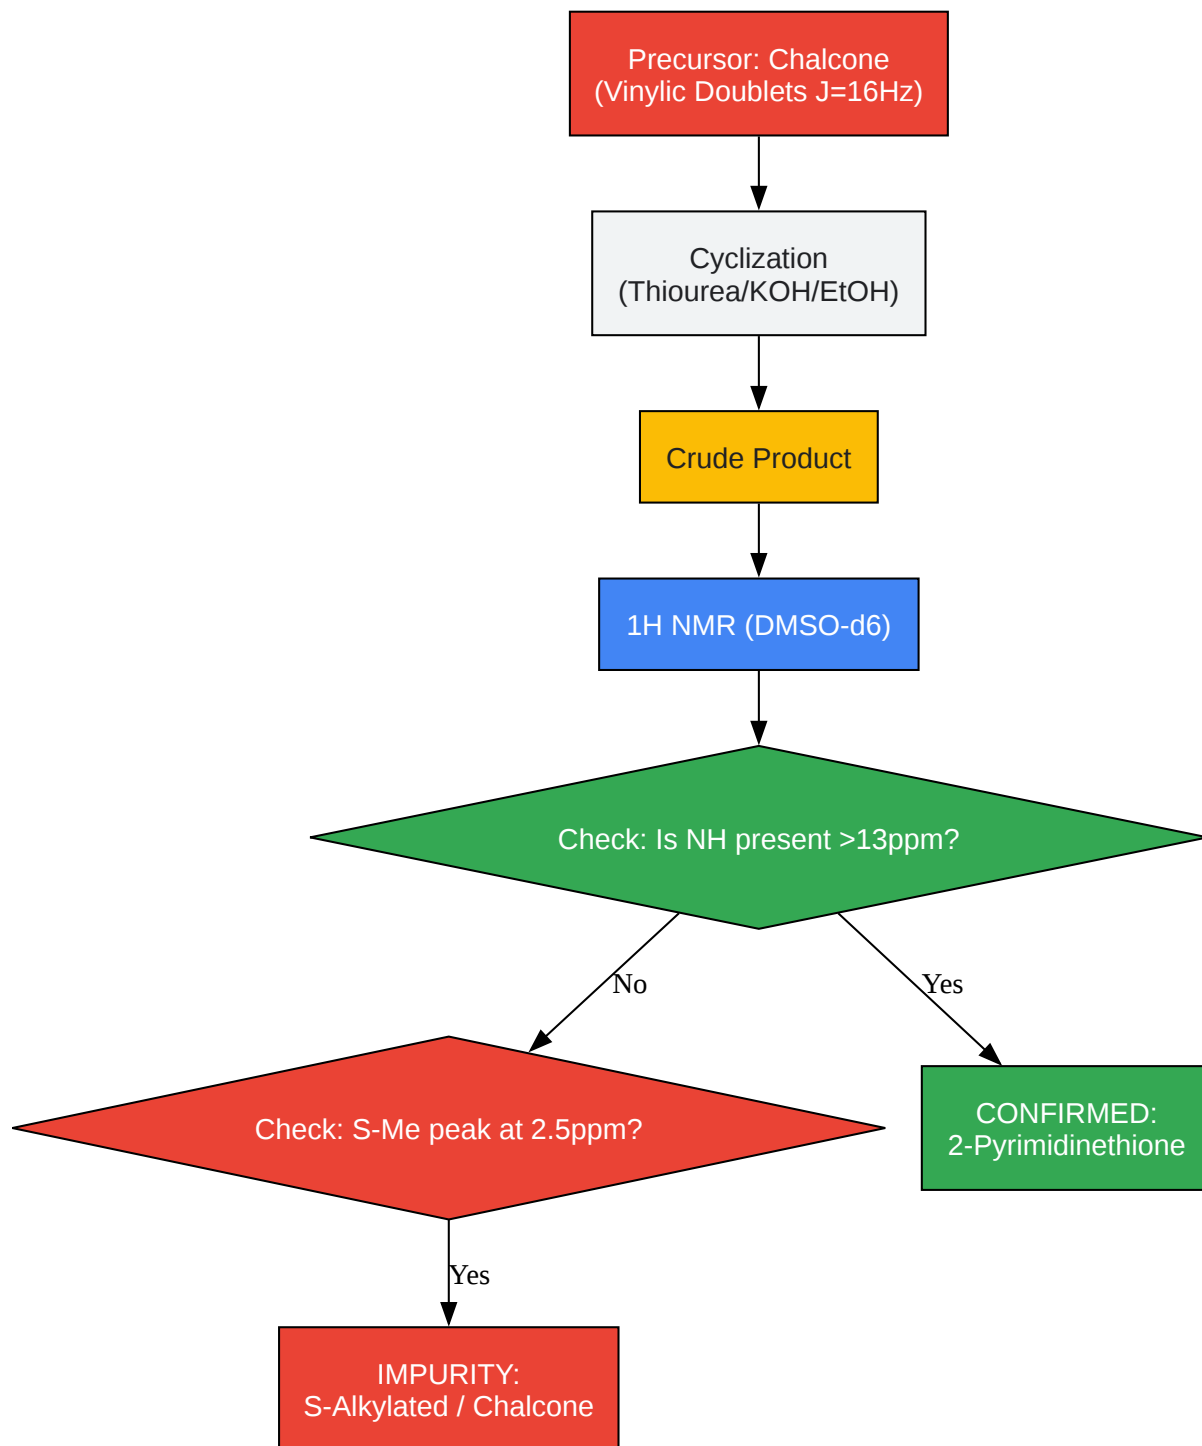 Precursor: Chalcone
(Vinylic Doublets J=16Hz)
Cyclization
(Thiourea/KOH/EtOH)
Crude Product
1H NMR (DMSO-d6)
Check: Is NH present >13ppm?
No
Yes
Check: S-Me peak at 2.5ppm?
CONFIRMED:
2-Pyrimidinethione
Yes
IMPURITY:
S-Alkylated / Chalcone